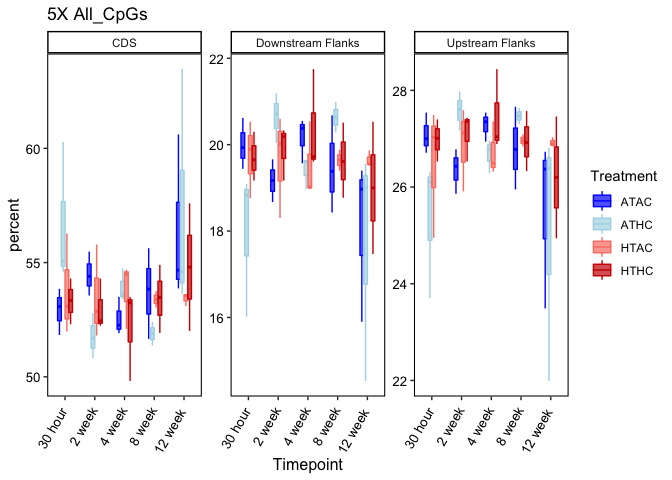 5X All_CpGs
CDS
Downstream Flanks
Upstream Flanks
percent
60
55
50
22
20
18
16
28
26
24
22
30 hour
2 week
4 week
8 week
12 week
30 hour
2 week
4 week
8 week
12 week
30 hour
2 week
4 week
8 week
12 week
Timepoint
Treatment
ATAC
ATHC
HTAC
HTHC